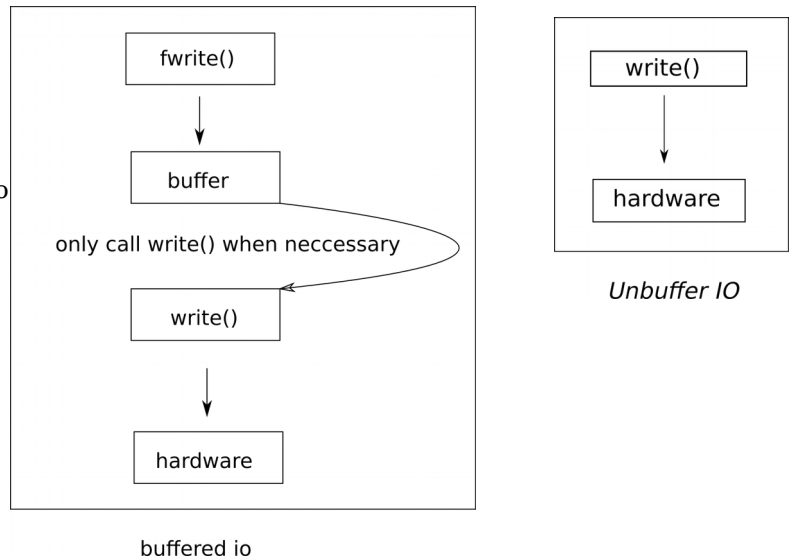 fwrite()
buffer
only call write() when neccessary
write()
hardware
buffered io
write()
hardware
Unbuffer IO